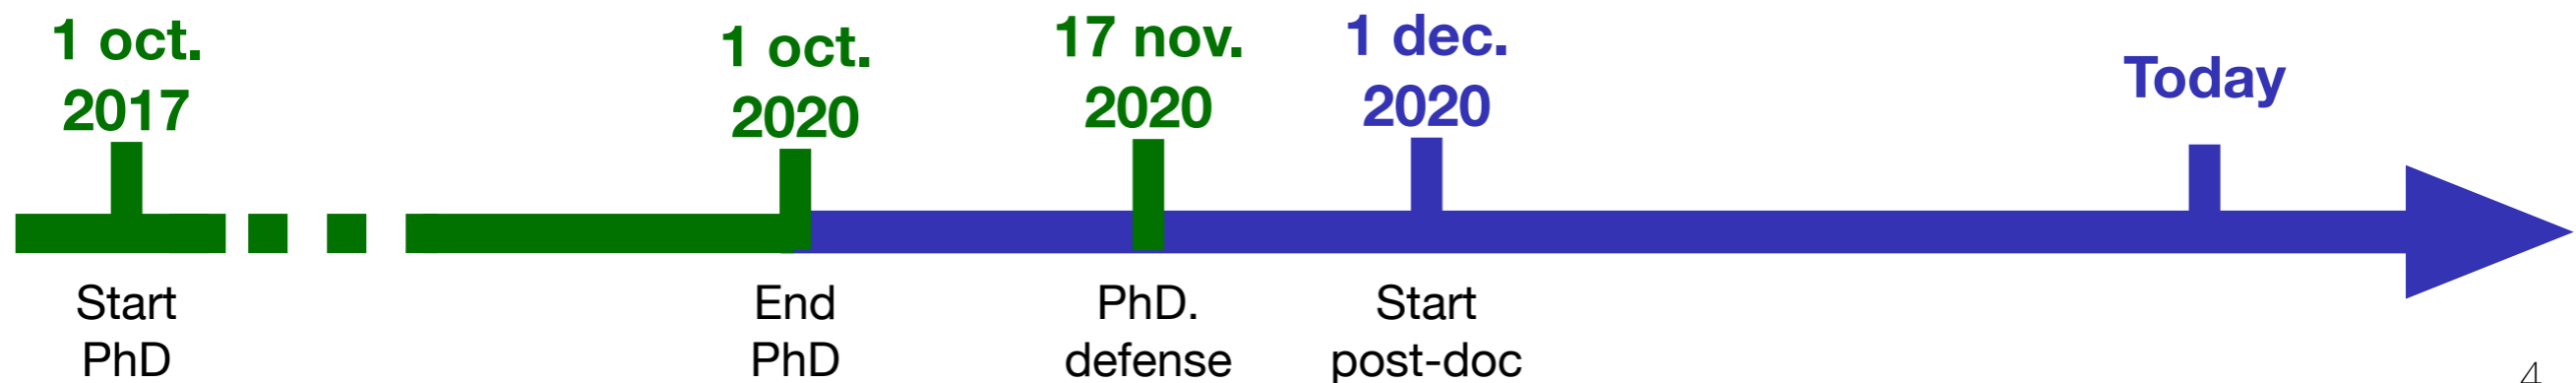 1 oct.
2017
1 oct.
2020
17 nov.
2020
1 dec.
2020
Today
Start
PhD
End
PhD
PhD.
defense
Start
post-doc
4